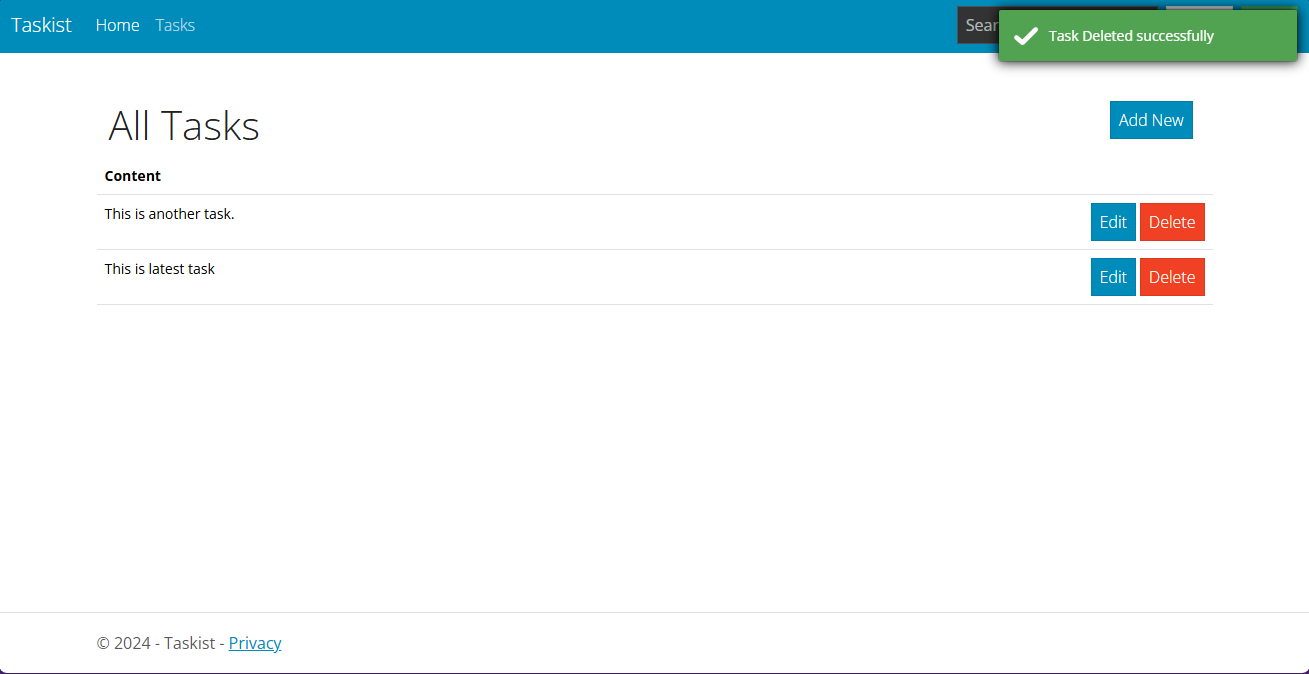 Taskist Home Tasks
Task Deleted successfully
All Tasks
Add New
Content
This is another task. Edit Delete
This is latest task Edit Delete
© 2024 - Taskist - Privacy